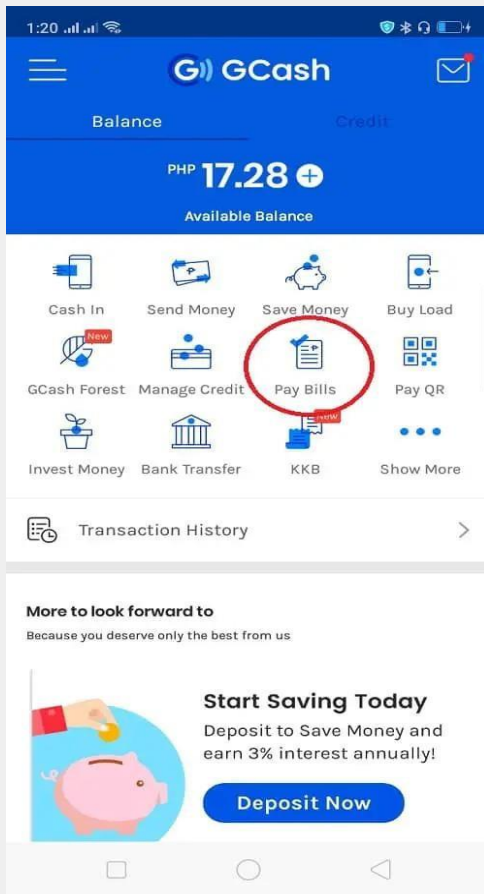 1:20
GCash
Balance
Credit
PHP 17.28
Available Balance
Cash In
Send Money
Save Money
Buy Load
New
GCash Forest
Manage Credit
Pay Bills
Pay QR
New
Invest Money
Bank Transfer
KKB
Show More
Transaction History
More to look forward to
Because you deserve only the best from us
Start Saving Today
Deposit to Save Money and
earn 3% interest annually!
Deposit Now